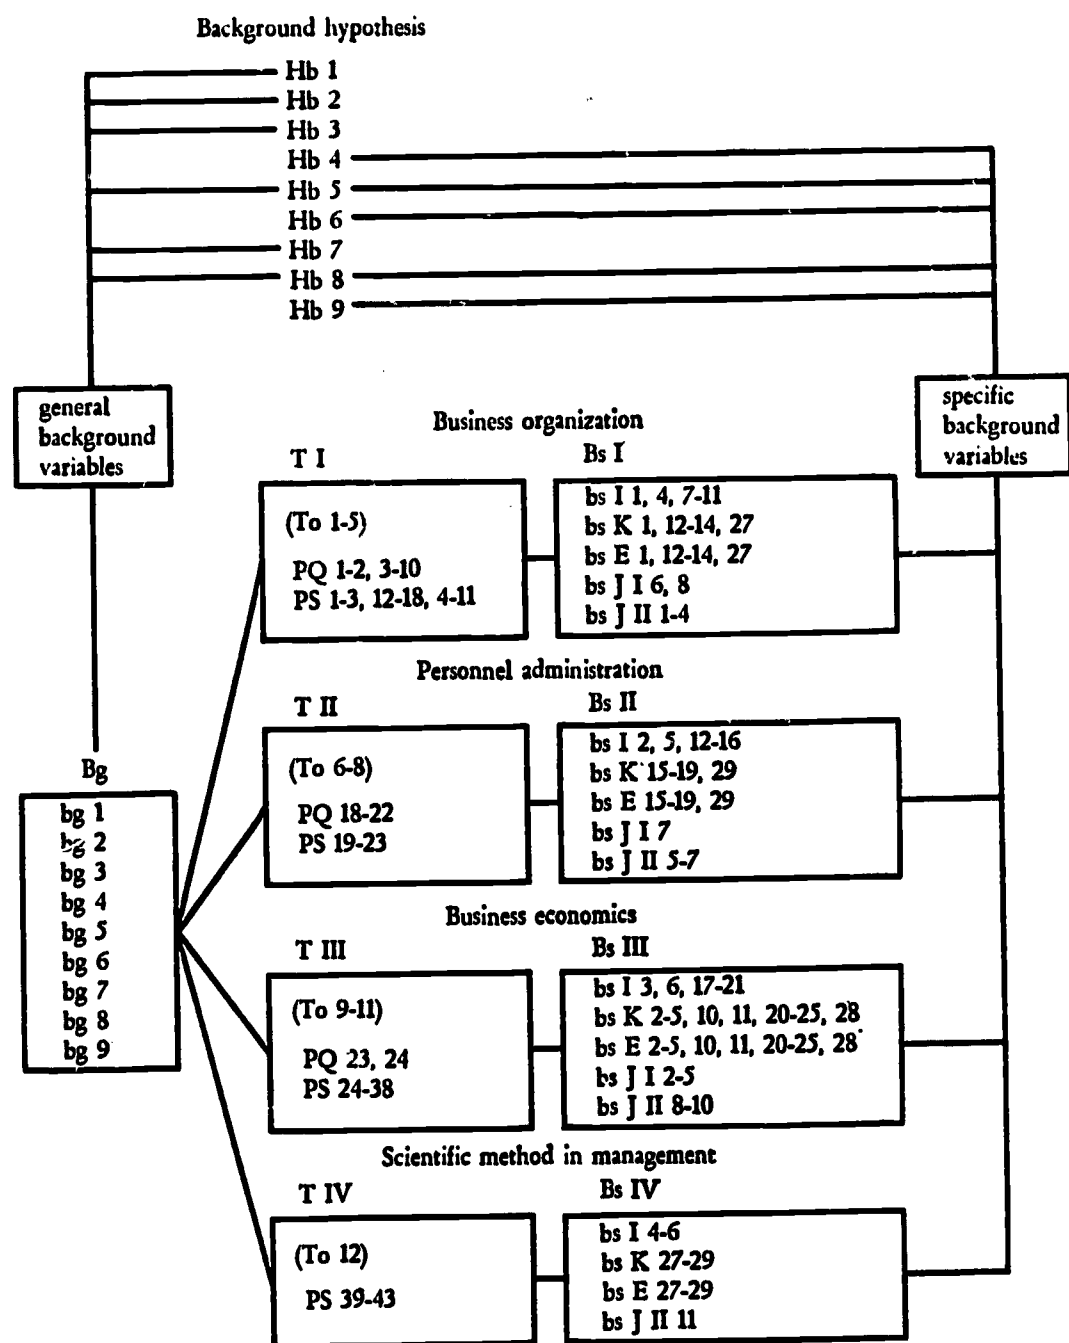 Background hypothesis
Hb 1
Hb 2
Hb 3
Hb 4
Hb 5
Hb 6
Hb 7
Hb 8
Hb 9
general
background
variables
specific
background
variables
Business organization
T I
Bs I
(To 1-5)
PQ 1-2, 3-10
PS 1-3, 12-18, 4-11
bs I 1, 4, 7-11
bs K 1, 12-14, 27
bs E 1, 12-14, 27
bs J I 6, 8
bs J II 1-4
Personnel administration
T II
Bs II
(To 6-8)
PQ 18-22
PS 19-23
bs I 2, 5, 12-16
bs K 15-19, 29
bs E 15-19, 29
bs J I 7
bs J II 5-7
Bg
bg 1
bg 2
bg 3
bg 4
bg 5
bg 6
bg 7
bg 8
bg 9
Business economics
T III
Bs III
(To 9-11)
PQ 23, 24
PS 24-38
bs I 3, 6, 17-21
bs K 2-5, 10, 11, 20-25, 28
bs E 2-5, 10, 11, 20-25, 28
bs J I 2-5
bs J II 8-10
Scientific method in management
T IV
Bs IV
(To 12)
PS 39-43
bs I 4-6
bs K 27-29
bs E 27-29
bs J II 11